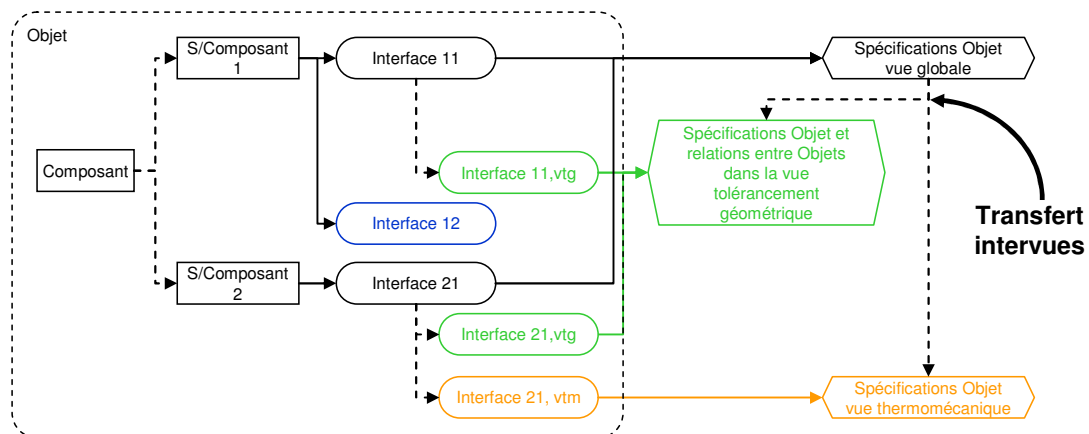 Objet
S/Composant
1
Interface 11
Spécifications Objet
vue globale
Spécifications Objet et
relations entre Objets
dans la vue
tolérancement
géométrique
Composant
Interface 11,vtg
Interface 12
Transfert
intervues
S/Composant
2
Interface 21
Interface 21,vtg
Interface 21, vtm
Spécifications Objet
vue thermomécanique